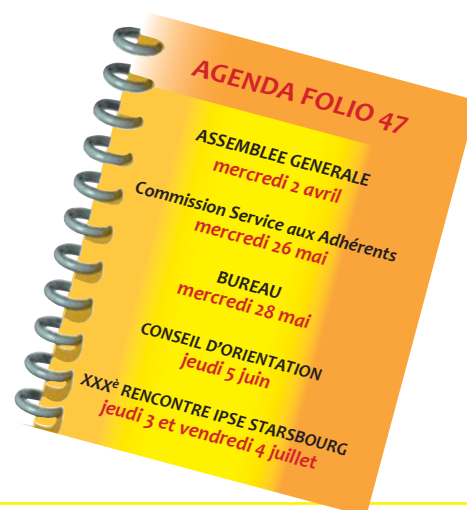 AGENDA FOLIO 47
ASSEMBLEE GENERALE
mercredi 2 avril
Commission Service aux Adhérents
mercredi 26 mai
BUREAU
mercredi 28 mai
CONSEIL D'ORIENTATION
jeudi 5 juin
XXXè RENCONTRE IPSE STARSBOURG
jeudi 3 et vendredi 4 juillet